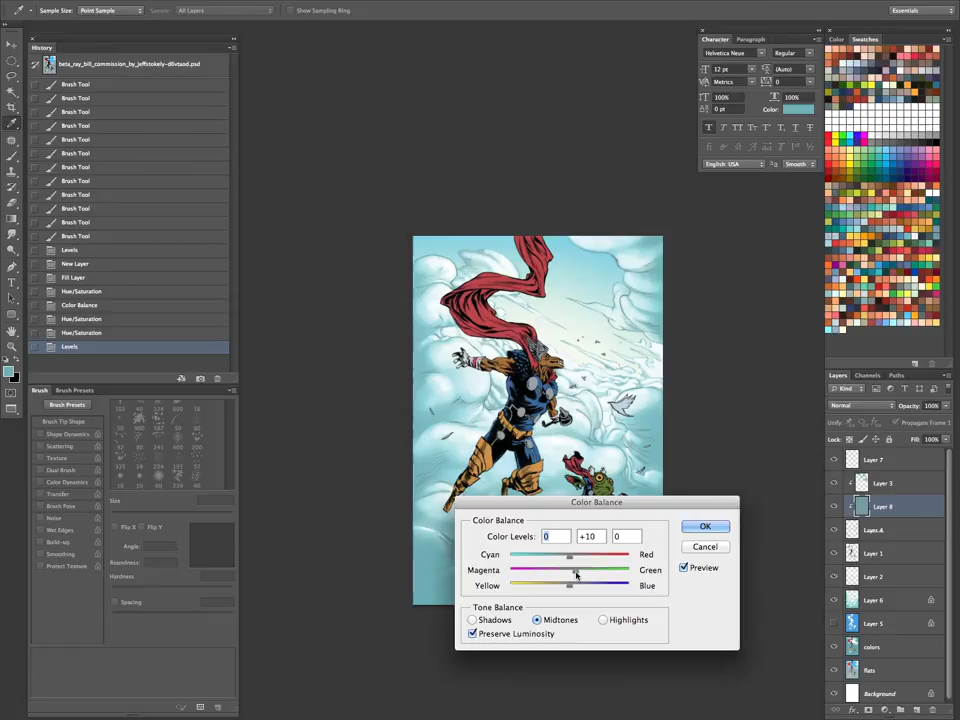 Sample Size: Point Sample Sample: All Layers Show Sampling Ring Essentials
History
beta_ray_bill_commission_by_jeffstokely-d6vtaod.psd
Brush Tool
Brush Tool
Brush Tool
Brush Tool
Brush Tool
Brush Tool
Brush Tool
Brush Tool
Brush Tool
Brush Tool
Brush Tool
Brush Tool
Levels
New Layer
Fill Layer
Hue/Saturation
Color Balance
Hue/Saturation
Hue/Saturation
Levels
Brush Brush Presets
Brush Presets
Brush Tip Shape
Shape Dynamics
Scattering
Texture
Dual Brush
Color Dynamics
Transfer
Brush Pose
Noise
Wet Edges
Build-up
Smoothing
Protect Texture
Size
Flip X Flip Y
Angle:
Roundness:
Hardness
Spacing
Character Paragraph
Helvetica Neue Regular
12 pt (Auto)
Metrics 0
100% 100%
0 pt Color:
English: USA Smooth
Color Swatches
Layers Channels Paths
Kind
Normal Opacity: 100%
Unify: Propagate Frame 1
Lock: Fill: 100%
Layer 7
Layer 3
Layer 8
Layer 4
Layer 1
Layer 2
Layer 6
Layer 5
colors
flats
Background
Color Balance
Color Balance
Color Levels: 0 +10 0
Cyan Red
Magenta Green
Yellow Blue
Tone Balance
Shadows Midtones Highlights
Preserve Luminosity
OK
Cancel
Preview